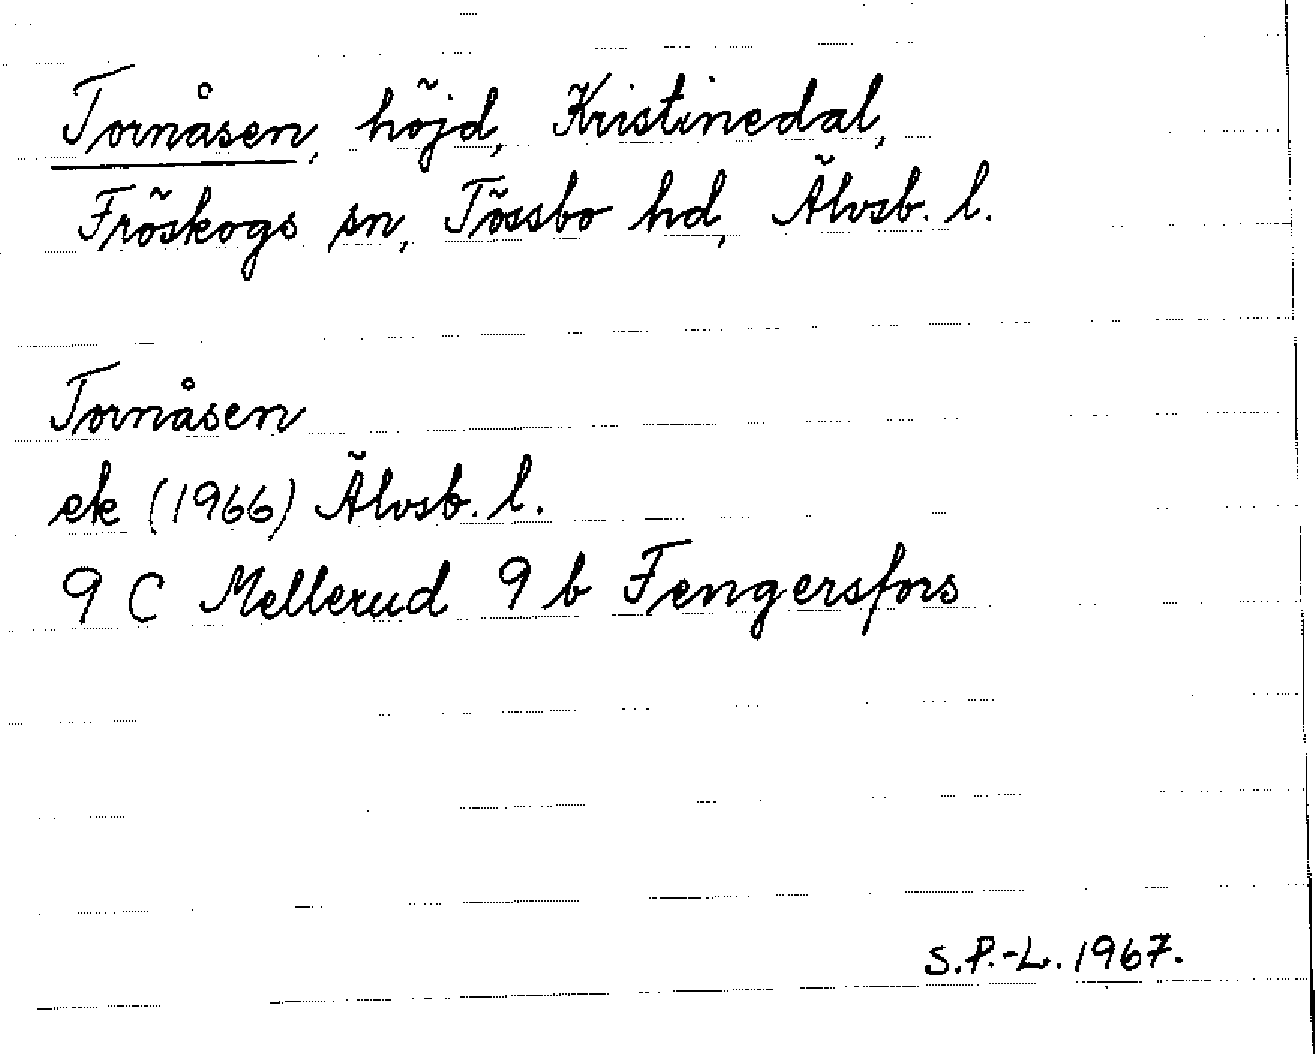 Tornåsen, höjd, Kristinedal,
Fröskogs sn, Tössbo hd, Älvsb. l.
Tornåsen
ek (1966) Älvsb. l.
9 C Mellerud 9 b Fengersfors
S.P.-L. 1967.